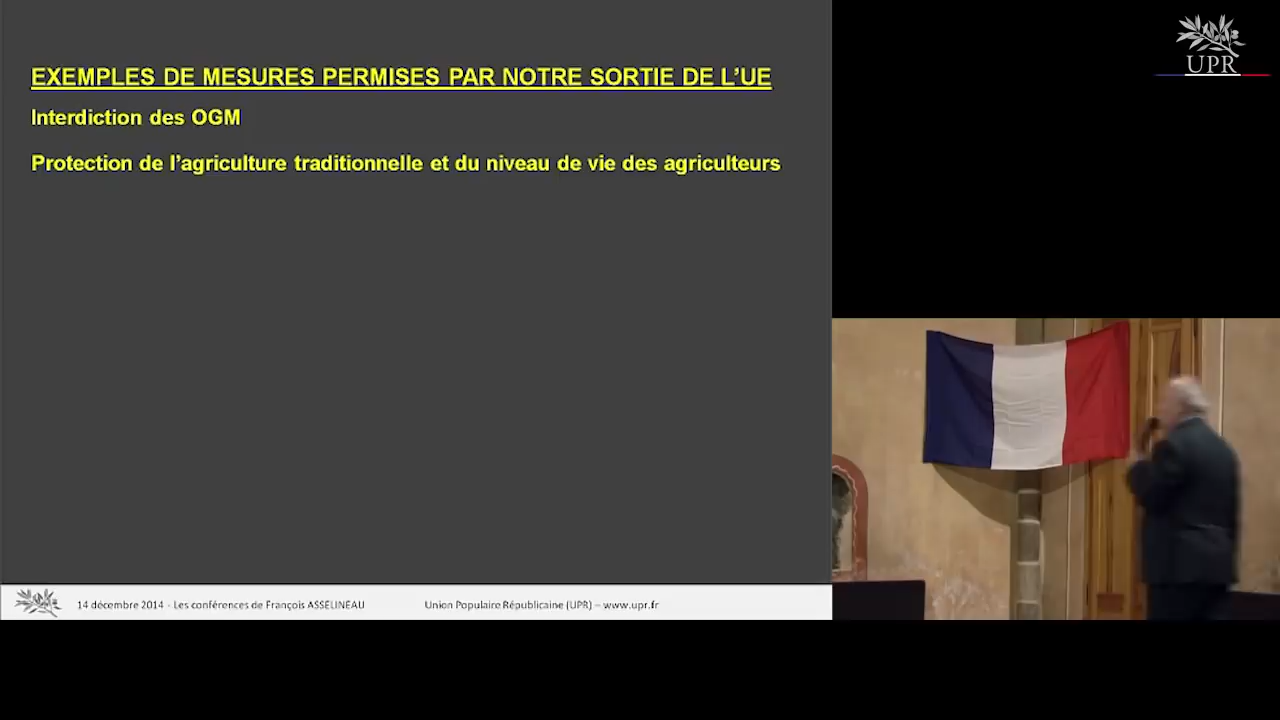 EXEMPLES DE MESURES PERMISES PAR NOTRE SORTIE DE L’UE
Interdiction des OGM
Protection de l’agriculture traditionnelle et du niveau de vie des agriculteurs
14 décembre 2014 - Les conférences de François ASSELINEAU
Union Populaire Républicaine (UPR) – www.upr.fr
UPR